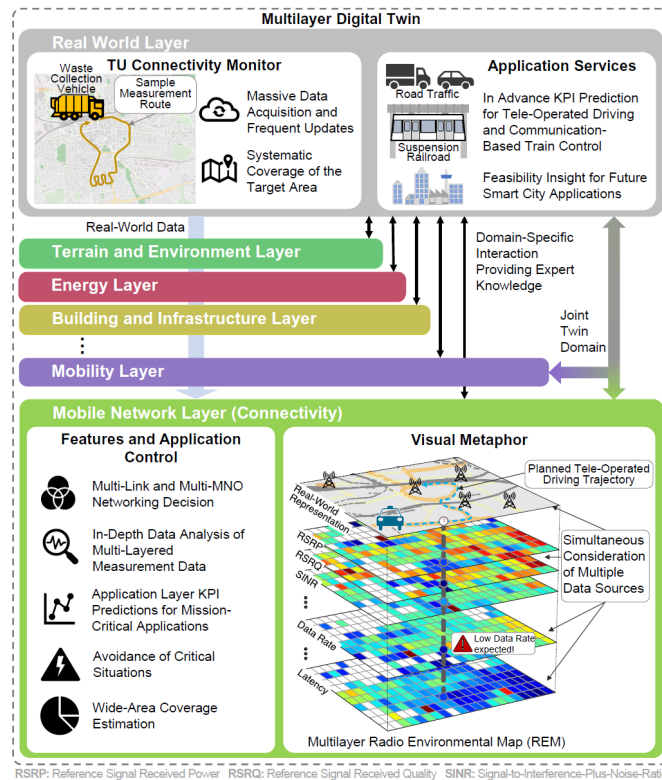 Multilayer Digital Twin
Real World Layer
TU Connectivity Monitor
Waste
Collection
Vehicle
Sample
Measurement
Route
Massive Data
Acquisition and
Frequent Updates
Systematic
Coverage of the
Target Area
Application Services
Road Traffic
Suspension
Railroad
In Advance KPI Prediction
for Tele-Operated Driving
and Communication-
Based Train Control
Feasibility Insight for Future
Smart City Applications
Real-World Data
Terrain and Environment Layer
Energy Layer
Building and Infrastructure Layer
Mobility Layer
Domain-Specific
Interaction
Providing Expert
Knowledge
Joint
Twin
Domain
Mobile Network Layer (Connectivity)
Features and Application
Control
Multi-Link and Multi-MNO
Networking Decision
In-Depth Data Analysis of
Multi-Layered
Measurement Data
Application Layer KPI
Predictions for Mission-
Critical Applications
Avoidance of Critical
Situations
Wide-Area Coverage
Estimation
Visual Metaphor
Planned Tele-Operated
Driving Trajectory
Real-World
Representation
RSRP
RSRQ
SINR
Data Rate
Latency
Simultaneous
Consideration
of Multiple
Data Sources
Low Data Rate
expected!
Multilayer Radio Environmental Map (REM)
RSRP: Reference Signal Received Power RSRQ: Reference Signal Received Quality SINR: Signal-to-Interference-Plus-Noise-Rati